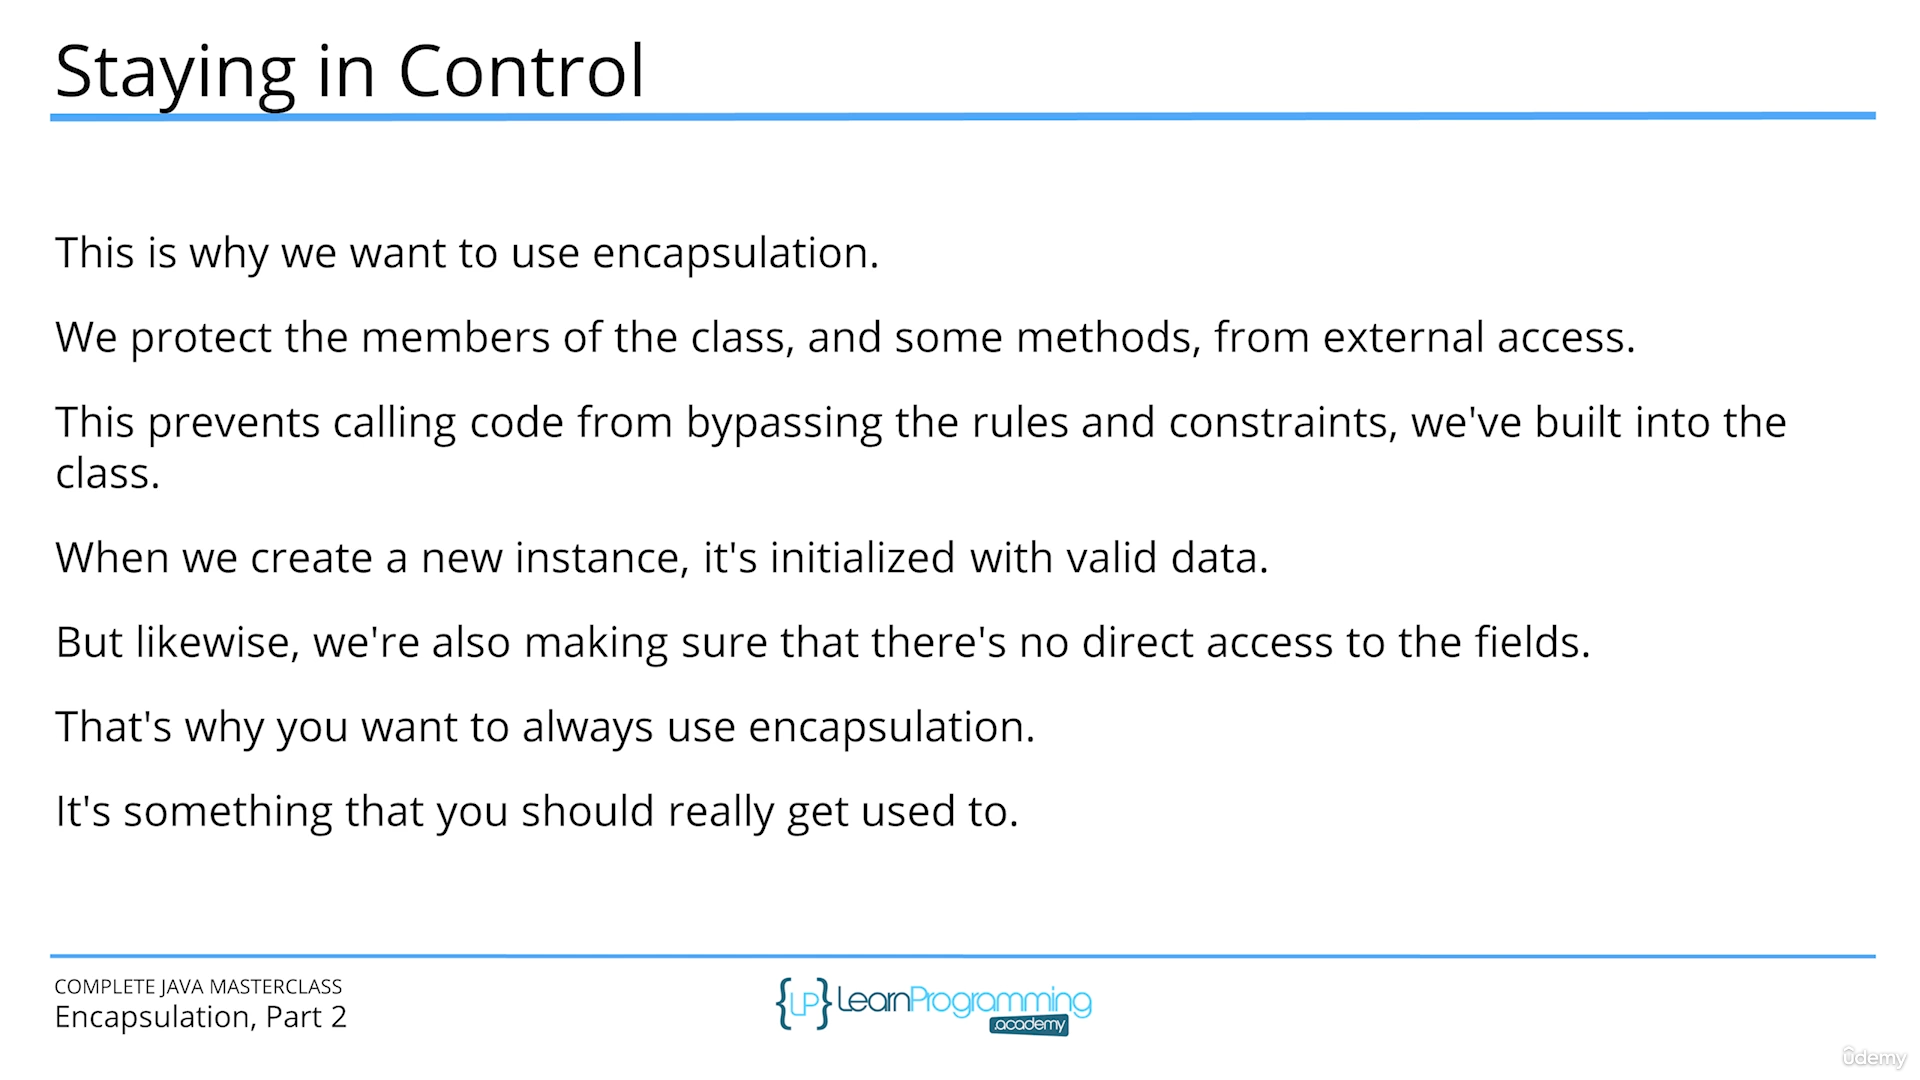 Staying in Control
This is why we want to use encapsulation.
We protect the members of the class, and some methods, from external access.
This prevents calling code from bypassing the rules and constraints, we've built into the
class.
When we create a new instance, it's initialized with valid data.
But likewise, we're also making sure that there's no direct access to the fields.
That's why you want to always use encapsulation.
It's something that you should really get used to.
COMPLETE JAVA MASTERCLASS
Encapsulation, Part 2
{LP} LearnProgramming
.academy
ûdemy